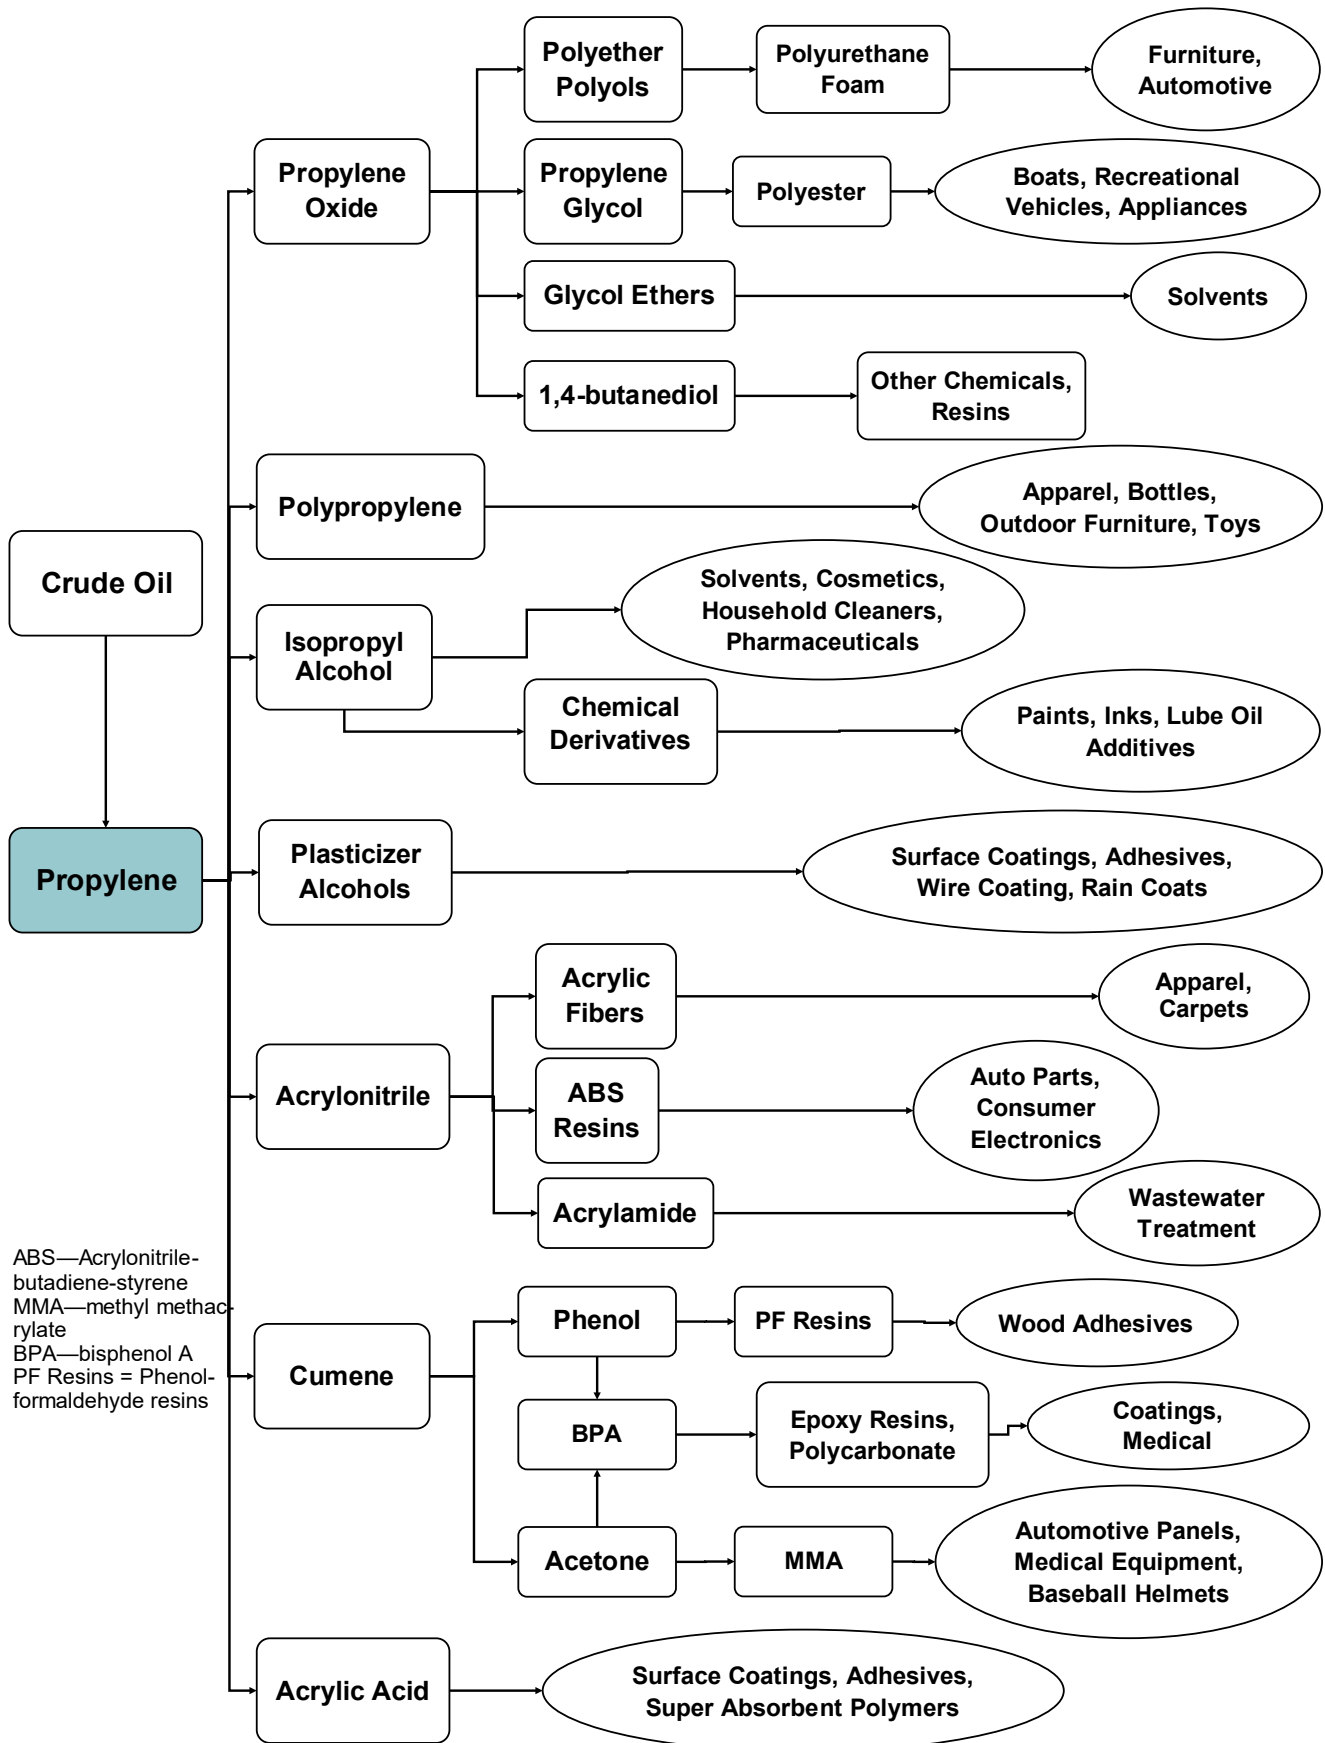 Polyether
Polyols
Polyurethane
Foam
Furniture,
Automotive
Propylene
Oxide
Propylene
Glycol
Polyester
Boats, Recreational
Vehicles, Appliances
Glycol Ethers
Solvents
1,4-butanediol
Other Chemicals,
Resins
Polypropylene
Apparel, Bottles,
Outdoor Furniture, Toys
Crude Oil
Isopropyl
Alcohol
Solvents, Cosmetics,
Household Cleaners,
Pharmaceuticals
Chemical
Derivatives
Paints, Inks, Lube Oil
Additives
Propylene
Plasticizer
Alcohols
Surface Coatings, Adhesives,
Wire Coating, Rain Coats
Acrylonitrile
Acrylic
Fibers
Apparel,
Carpets
ABS
Resins
Auto Parts,
Consumer
Electronics
Acrylamide
Wastewater
Treatment
ABS—Acrylonitrile-
butadiene-styrene
MMA—methyl methac-
rylate
BPA—bisphenol A
PF Resins = Phenol-
formaldehyde resins
Cumene
Phenol
PF Resins
Wood Adhesives
BPA
Epoxy Resins,
Polycarbonate
Coatings,
Medical
Acetone
MMA
Automotive Panels,
Medical Equipment,
Baseball Helmets
Acrylic Acid
Surface Coatings, Adhesives,
Super Absorbent Polymers